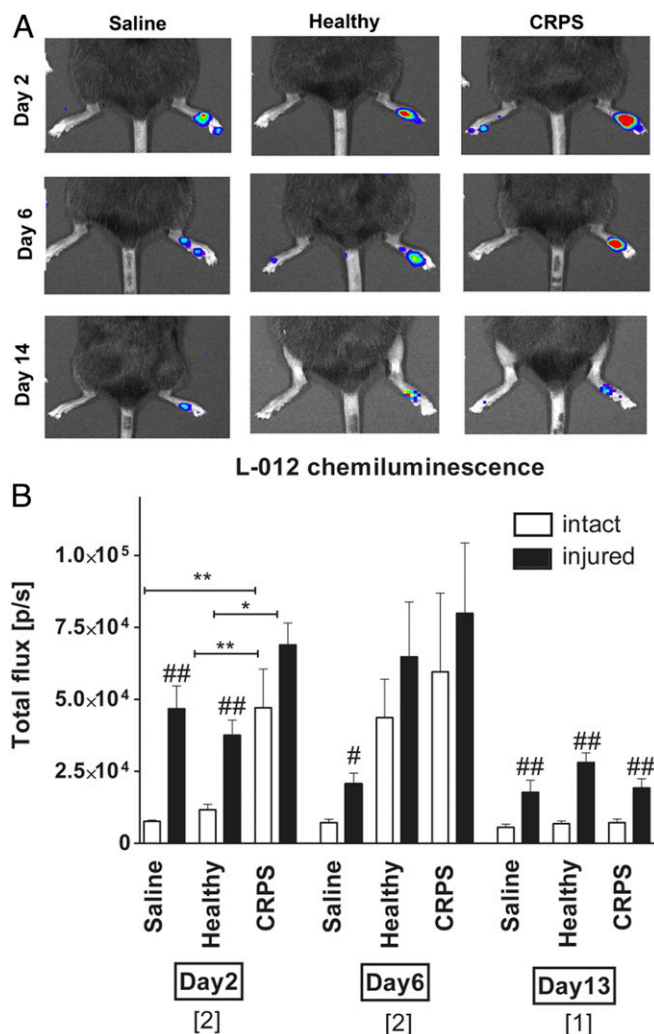 A
Saline Healthy CRPS
Day 2
Day 6
Day 14
L-012 chemiluminescence
B
Total flux [p/s]
1.0×10⁵
7.5×10⁴
5.0×10⁴
2.5×10⁴
0
intact
injured
** 
*
**
## ## # ## ## ##
Saline Healthy CRPS Saline Healthy CRPS Saline Healthy CRPS
Day2 Day6 Day13
[2] [2] [1]